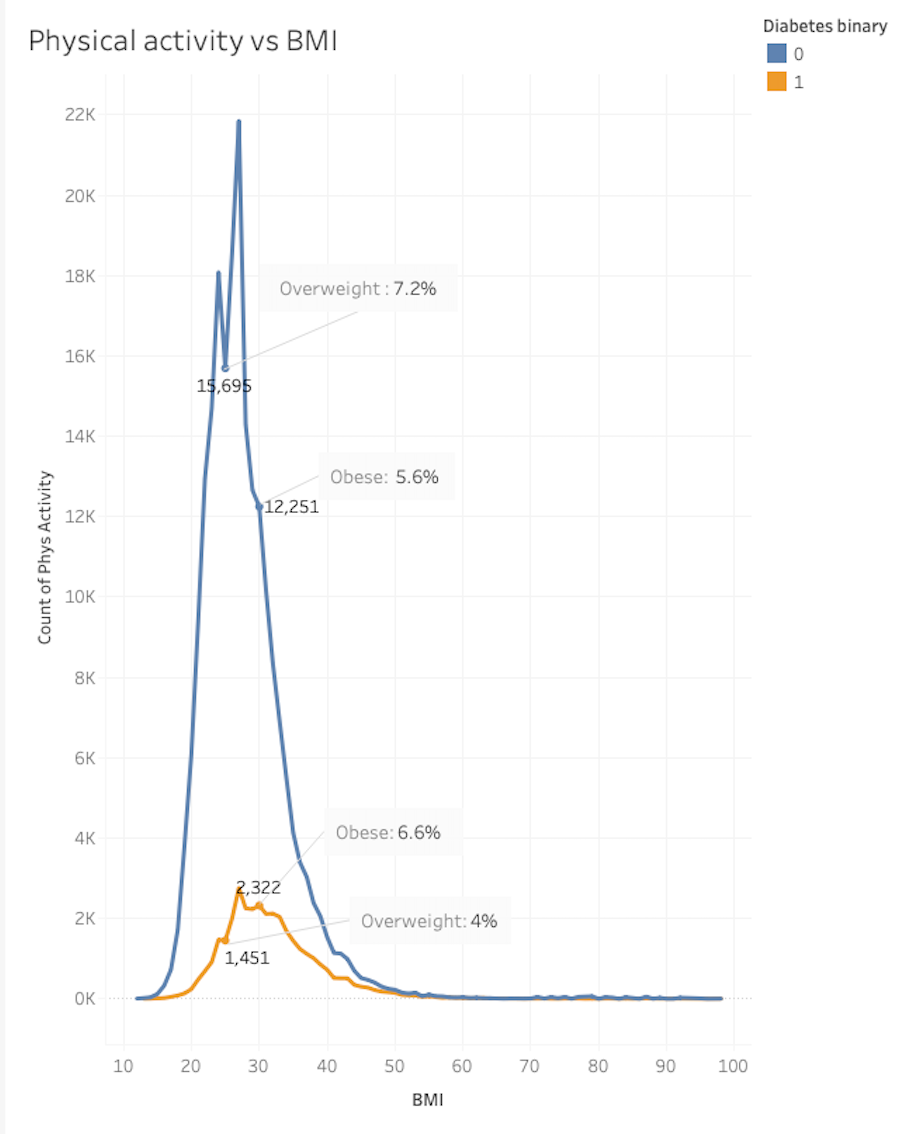 Physical activity vs BMI
Diabetes binary
0
1
22K
20K
18K
16K
14K
12K
10K
8K
6K
4K
2K
0K
Count of Phys Activity
Overweight : 7.2%
15,695
Obese: 5.6%
12,251
Obese: 6.6%
2,322
Overweight: 4%
1,451
10 20 30 40 50 60 70 80 90 100
BMI